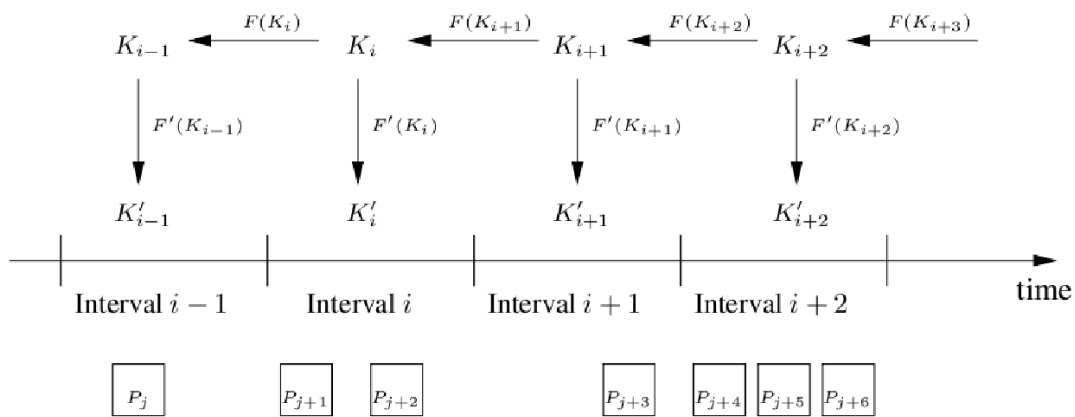 F(K_i) F(K_{i+1}) F(K_{i+2}) F(K_{i+3})
K_{i−1} K_i K_{i+1} K_{i+2}
F′(K_{i−1}) F′(K_i) F′(K_{i+1}) F′(K_{i+2})
K′_{i−1} K′_i K′_{i+1} K′_{i+2}
time
Interval i − 1 Interval i Interval i + 1 Interval i + 2
P_j P_{j+1} P_{j+2} P_{j+3} P_{j+4} P_{j+5} P_{j+6}